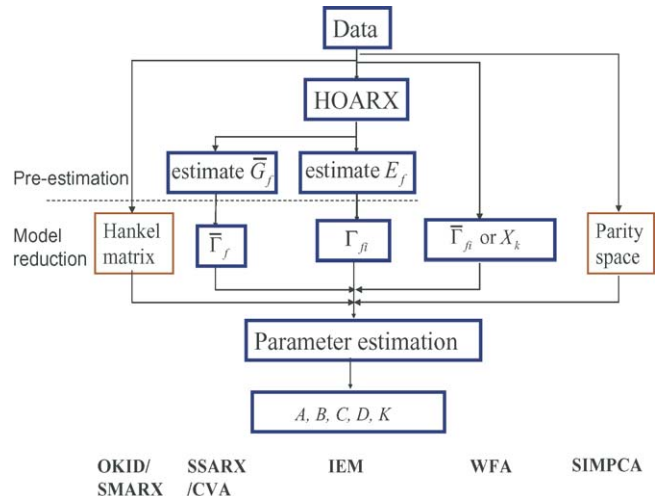 Data
HOARX
estimate G̅_f
estimate E_f
Pre-estimation
Model
reduction
Hankel
matrix
Γ̅_f
Γ_fi
Γ̅_fi or X_k
Parity
space
Parameter estimation
A, B, C, D, K
OKID/
SMARX
SSARX
/CVA
IEM
WFA
SIMPCA